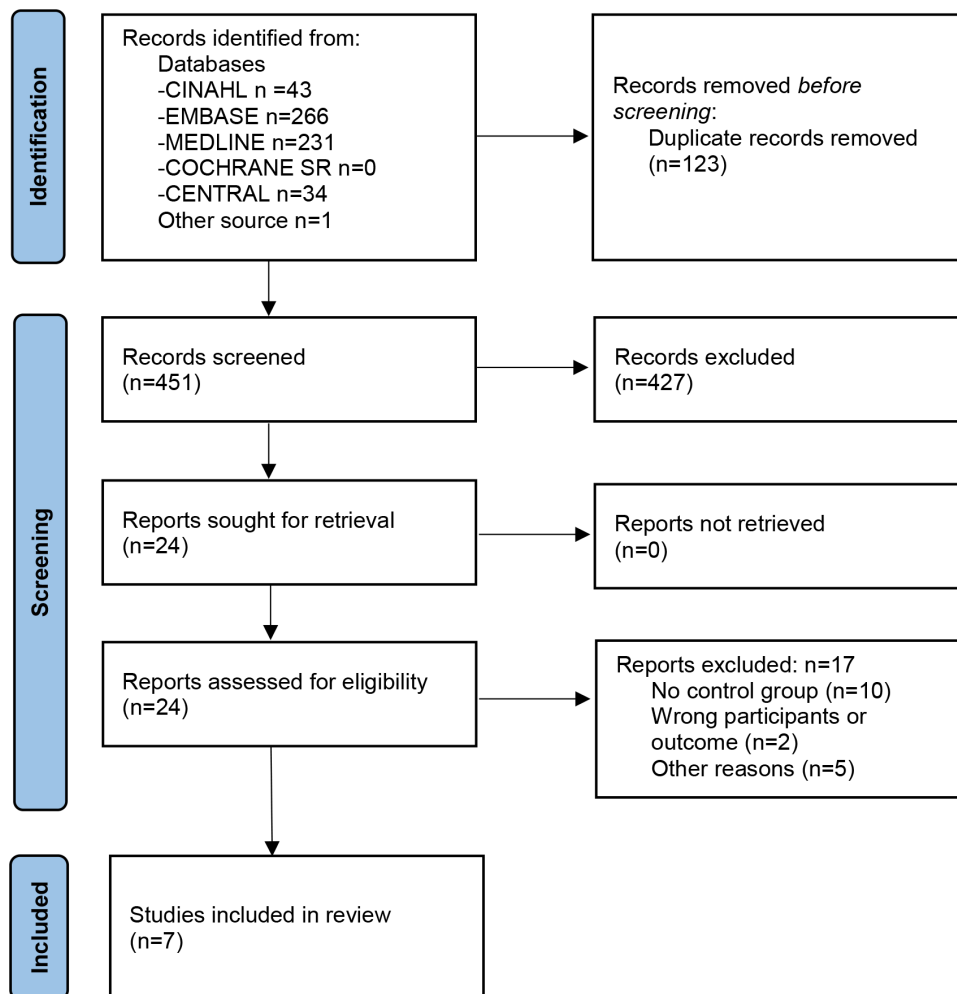 Identification
Records identified from:
Databases
-CINAHL n =43
-EMBASE n=266
-MEDLINE n=231
-COCHRANE SR n=0
-CENTRAL n=34
Other source n=1
Records removed before
screening:
Duplicate records removed
(n=123)
Screening
Records screened
(n=451)
Records excluded
(n=427)
Reports sought for retrieval
(n=24)
Reports not retrieved
(n=0)
Reports assessed for eligibility
(n=24)
Reports excluded: n=17
No control group (n=10)
Wrong participants or
outcome (n=2)
Other reasons (n=5)
Included
Studies included in review
(n=7)